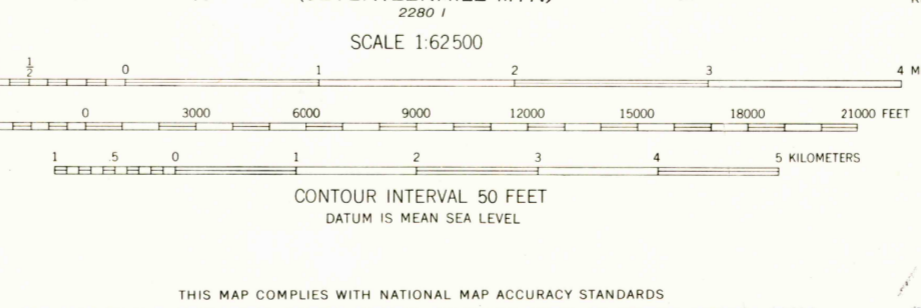 2280 I
SCALE 1:62500
1/2 0 1 2 3 4
0 3000 6000 9000 12000 15000 18000 21000 FEET
1 .5 0 1 2 3 4 5 KILOMETERS
CONTOUR INTERVAL 50 FEET
DATUM IS MEAN SEA LEVEL
THIS MAP COMPLIES WITH NATIONAL MAP ACCURACY STANDARDS